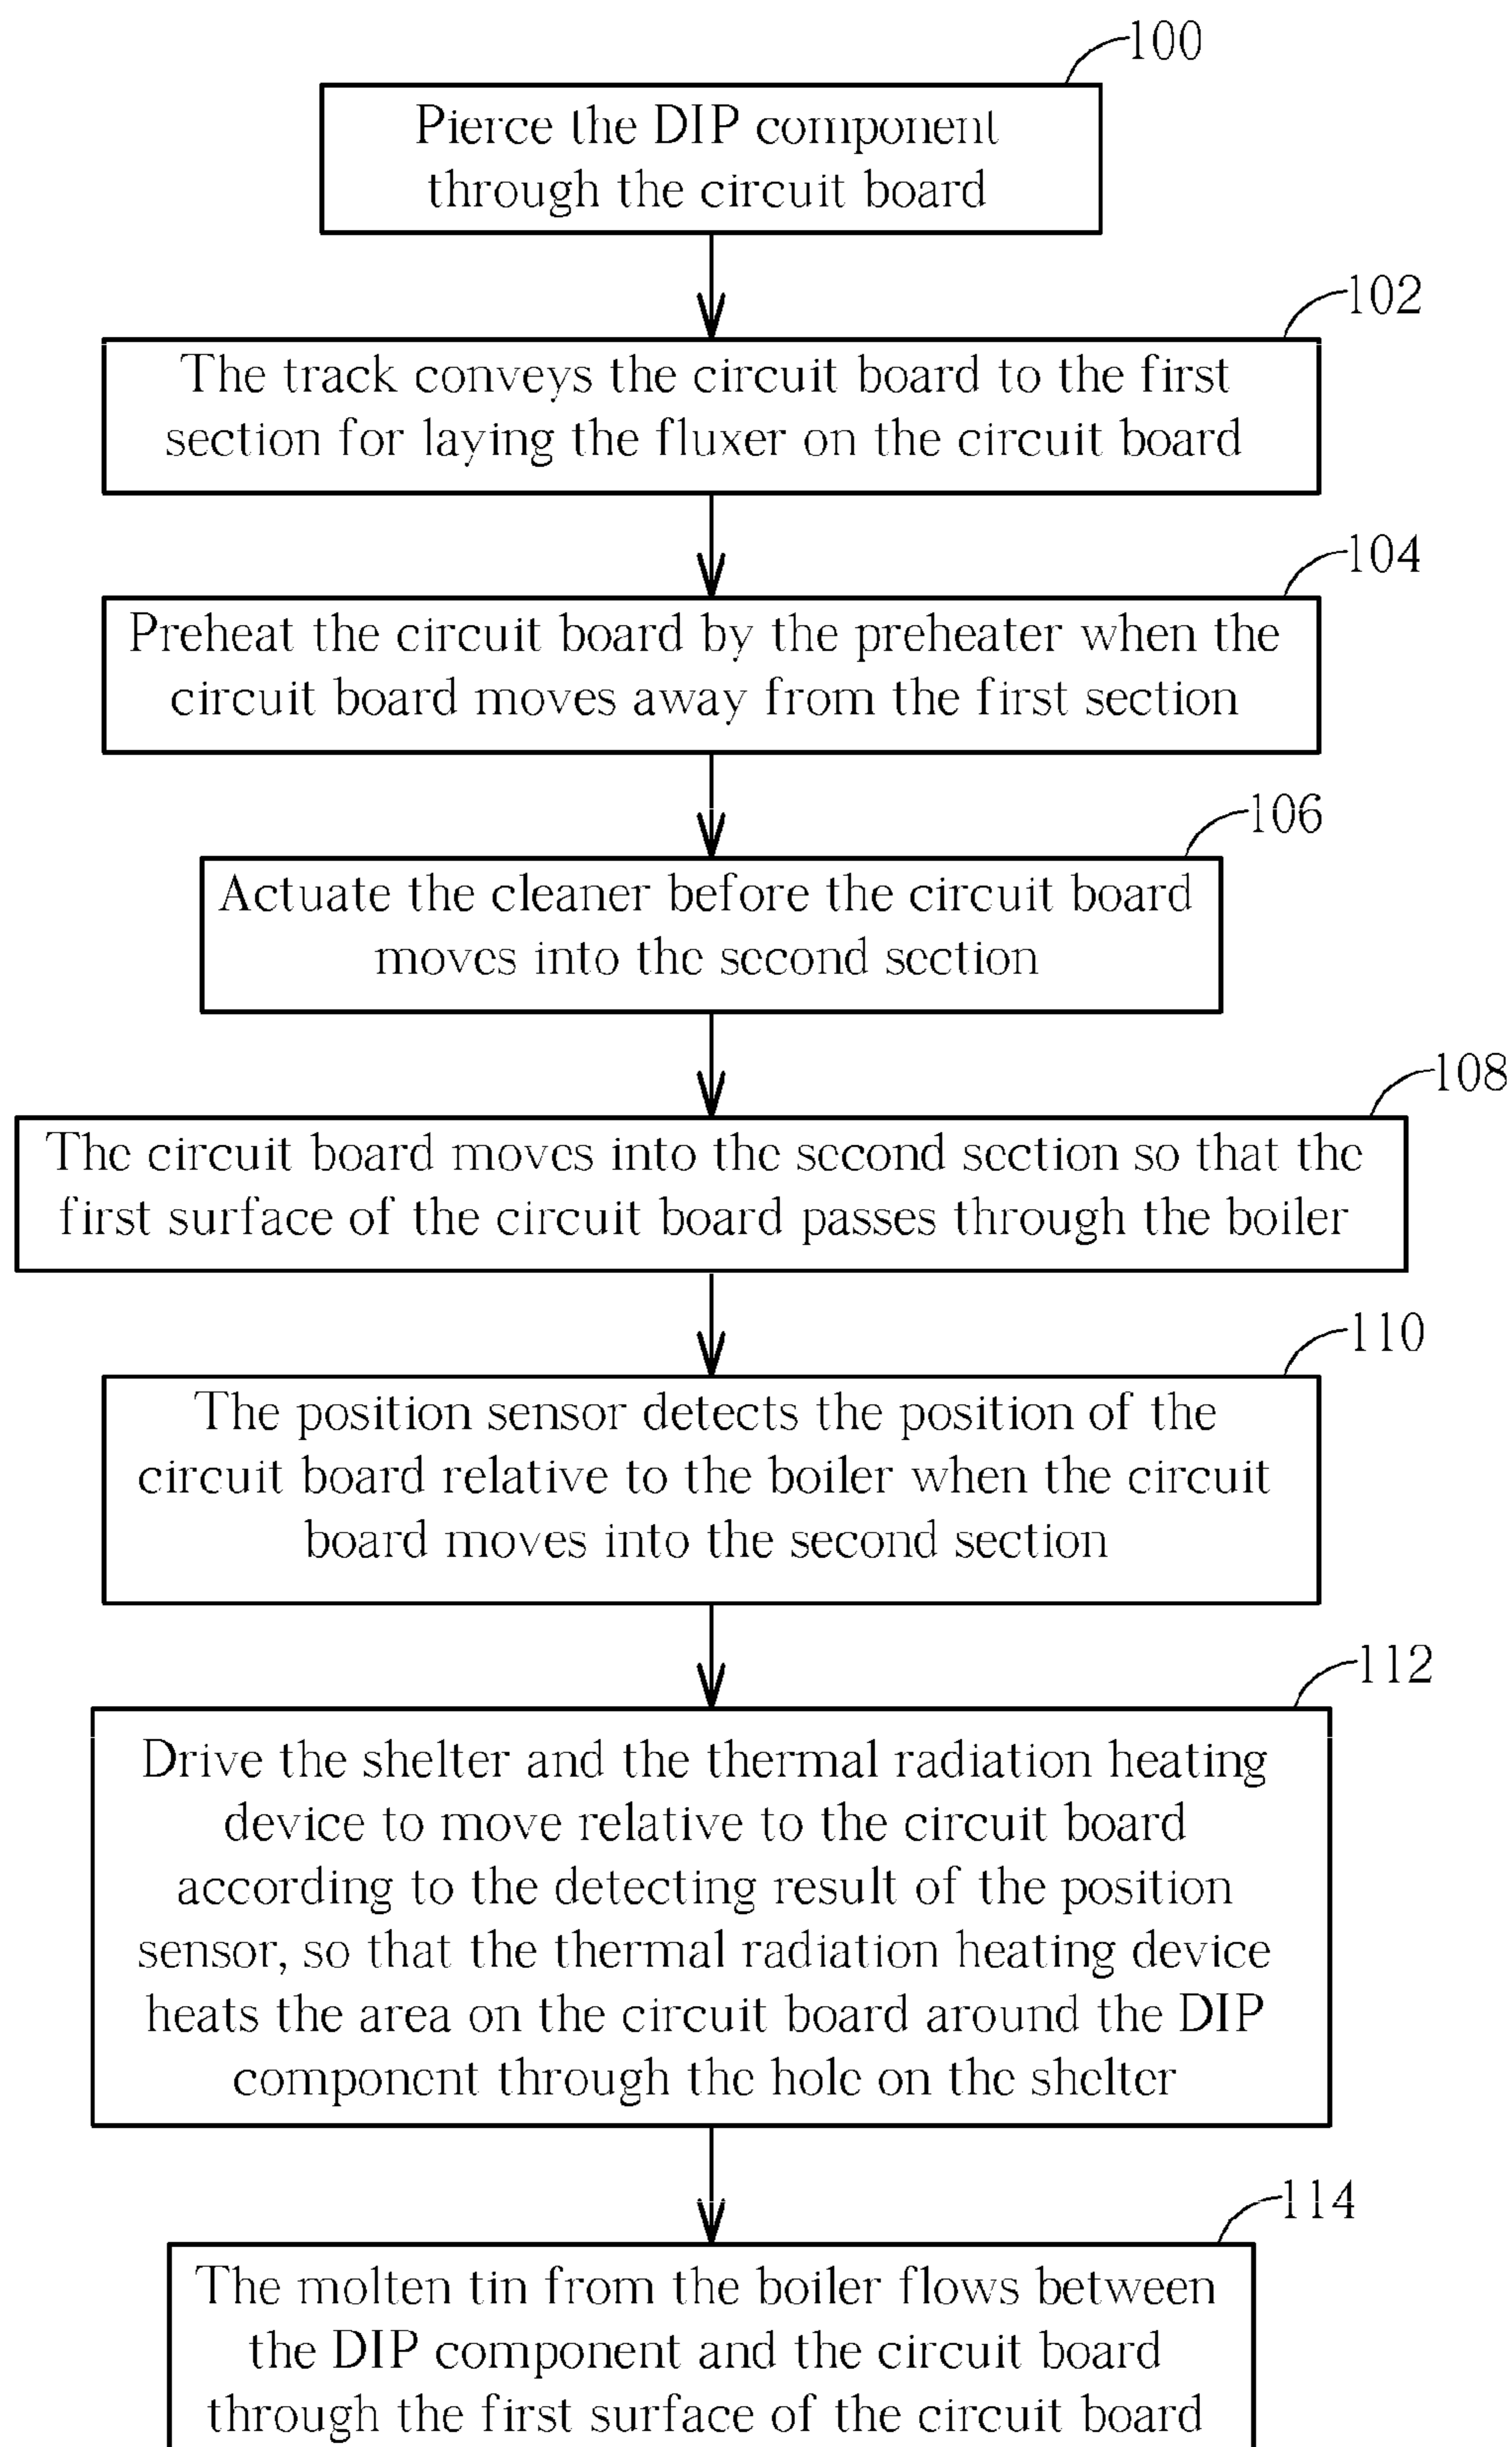 100
Pierce the DIP component
through the circuit board
102
The track conveys the circuit board to the first
section for laying the fluxer on the circuit board
104
Preheat the circuit board by the preheater when the
circuit board moves away from the first section
106
Actuate the cleaner before the circuit board
moves into the second section
108
The circuit board moves into the second section so that the
first surface of the circuit board passes through the boiler
110
The position sensor detects the position of the
circuit board relative to the boiler when the circuit
board moves into the second section
112
Drive the shelter and the thermal radiation heating
device to move relative to the circuit board
according to the detecting result of the position
sensor, so that the thermal radiation heating device
heats the area on the circuit board around the DIP
component through the hole on the shelter
114
The molten tin from the boiler flows between
the DIP component and the circuit board
through the first surface of the circuit board